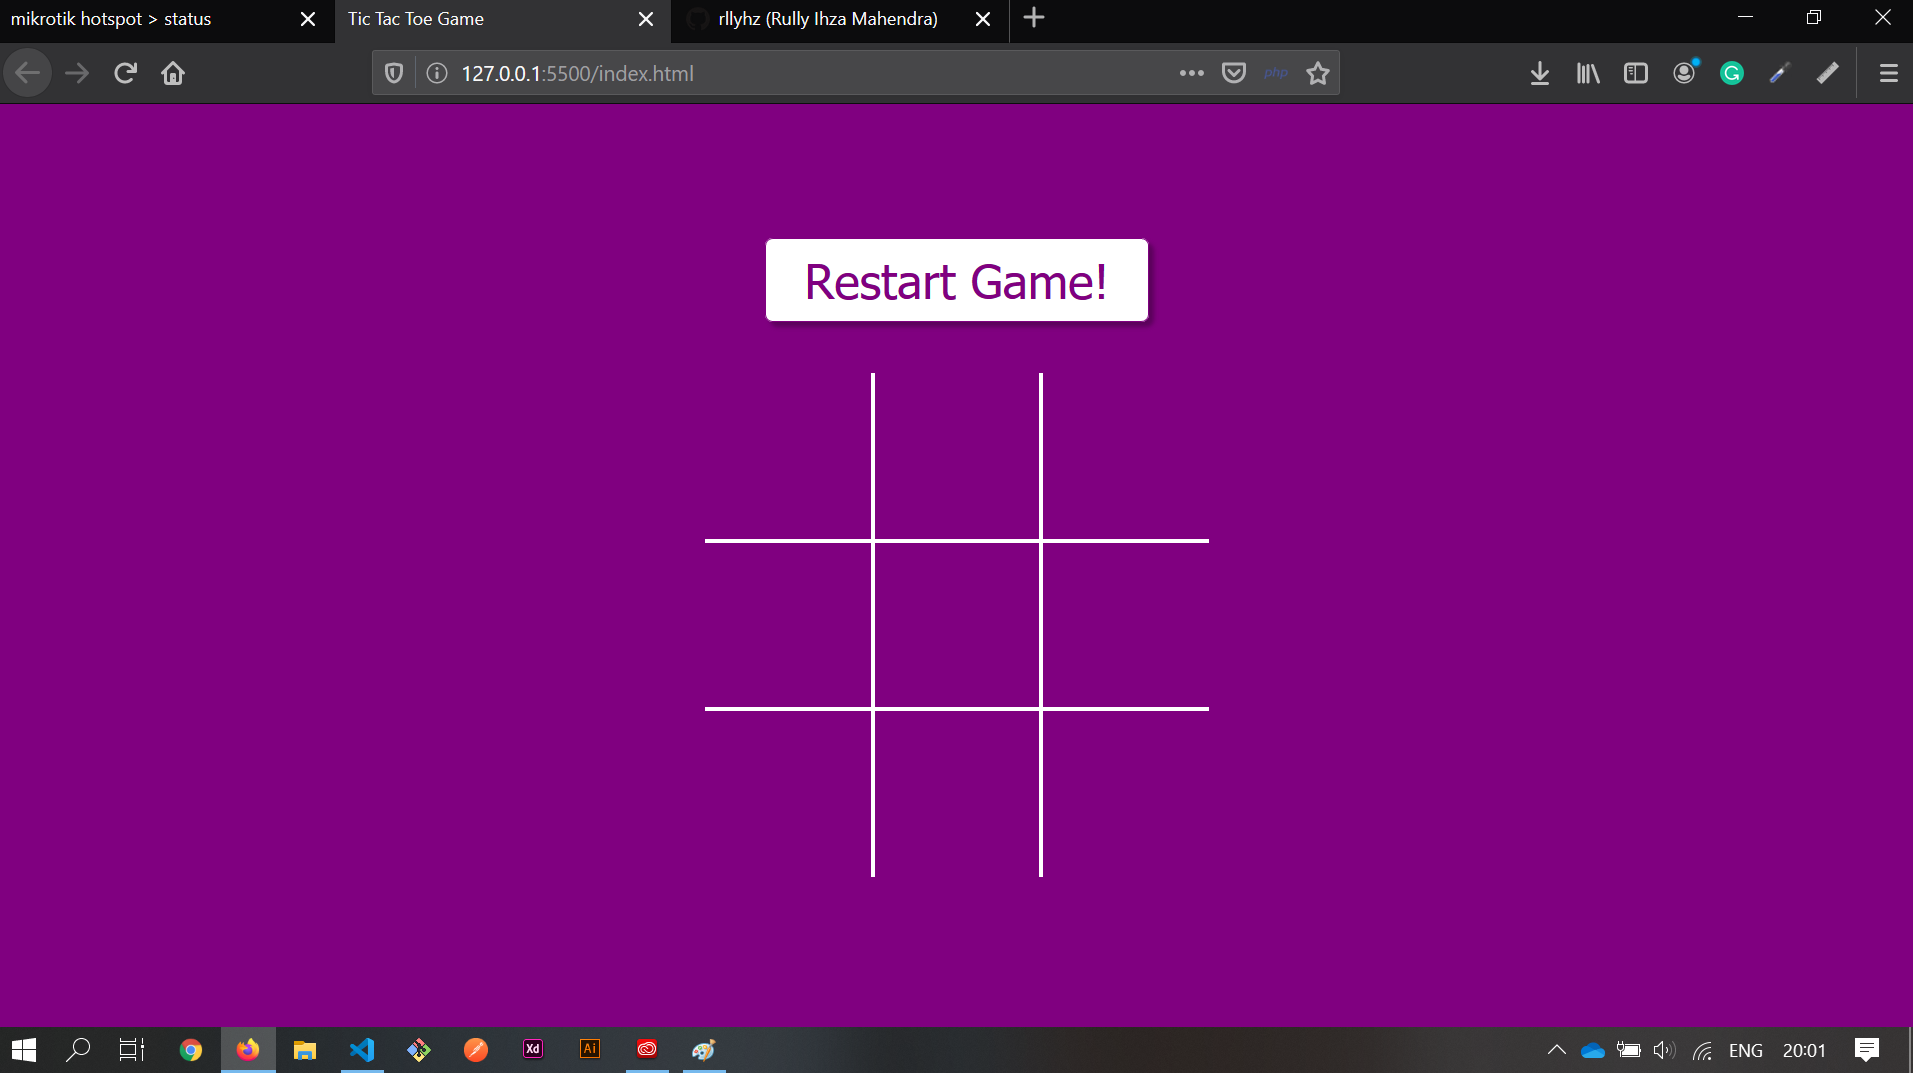 mikrotik hotspot > status
Tic Tac Toe Game
rllyhz (Rully Ihza Mahendra)
127.0.0.1:5500/index.html
php
Restart Game!
Xd
Ai
ENG
20:01